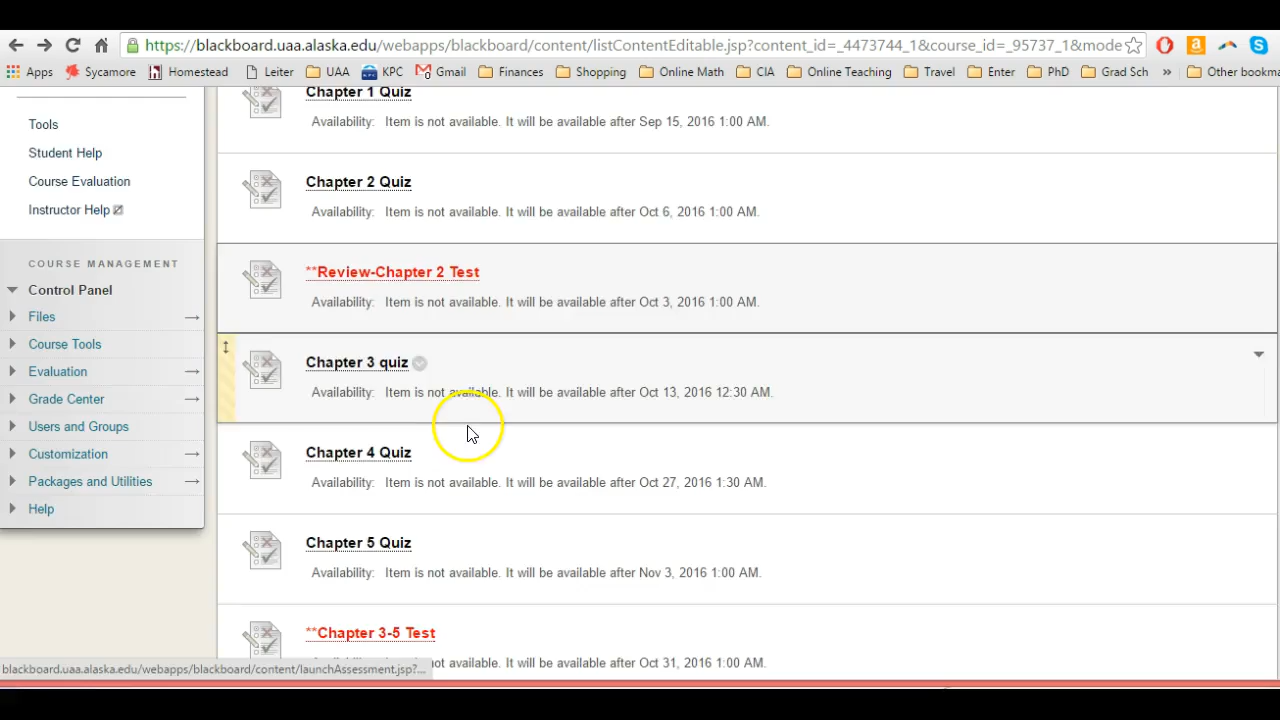 https://blackboard.uaa.alaska.edu/webapps/blackboard/content/listContentEditable.jsp?content_id=_4473744_1&course_id=_95737_1&mode
Apps Sycamore Homestead Leiter UAA KPC Gmail Finances Shopping Online Math CIA Online Teaching Travel Enter PhD Grad Sch » Other bookma
Tools
Student Help
Course Evaluation
Instructor Help
COURSE MANAGEMENT
Control Panel
Files
Course Tools
Evaluation
Grade Center
Users and Groups
Customization
Packages and Utilities
Help
Chapter 1 Quiz
Availability: Item is not available. It will be available after Sep 15, 2016 1:00 AM.
Chapter 2 Quiz
Availability: Item is not available. It will be available after Oct 6, 2016 1:00 AM.
**Review-Chapter 2 Test
Availability: Item is not available. It will be available after Oct 3, 2016 1:00 AM.
Chapter 3 quiz
Availability: Item is not available. It will be available after Oct 13, 2016 12:30 AM.
Chapter 4 Quiz
Availability: Item is not available. It will be available after Oct 27, 2016 1:30 AM.
Chapter 5 Quiz
Availability: Item is not available. It will be available after Nov 3, 2016 1:00 AM.
**Chapter 3-5 Test
Availability: Item is not available. It will be available after Oct 31, 2016 1:00 AM.
blackboard.uaa.alaska.edu/webapps/blackboard/content/launchAssessment.jsp?...